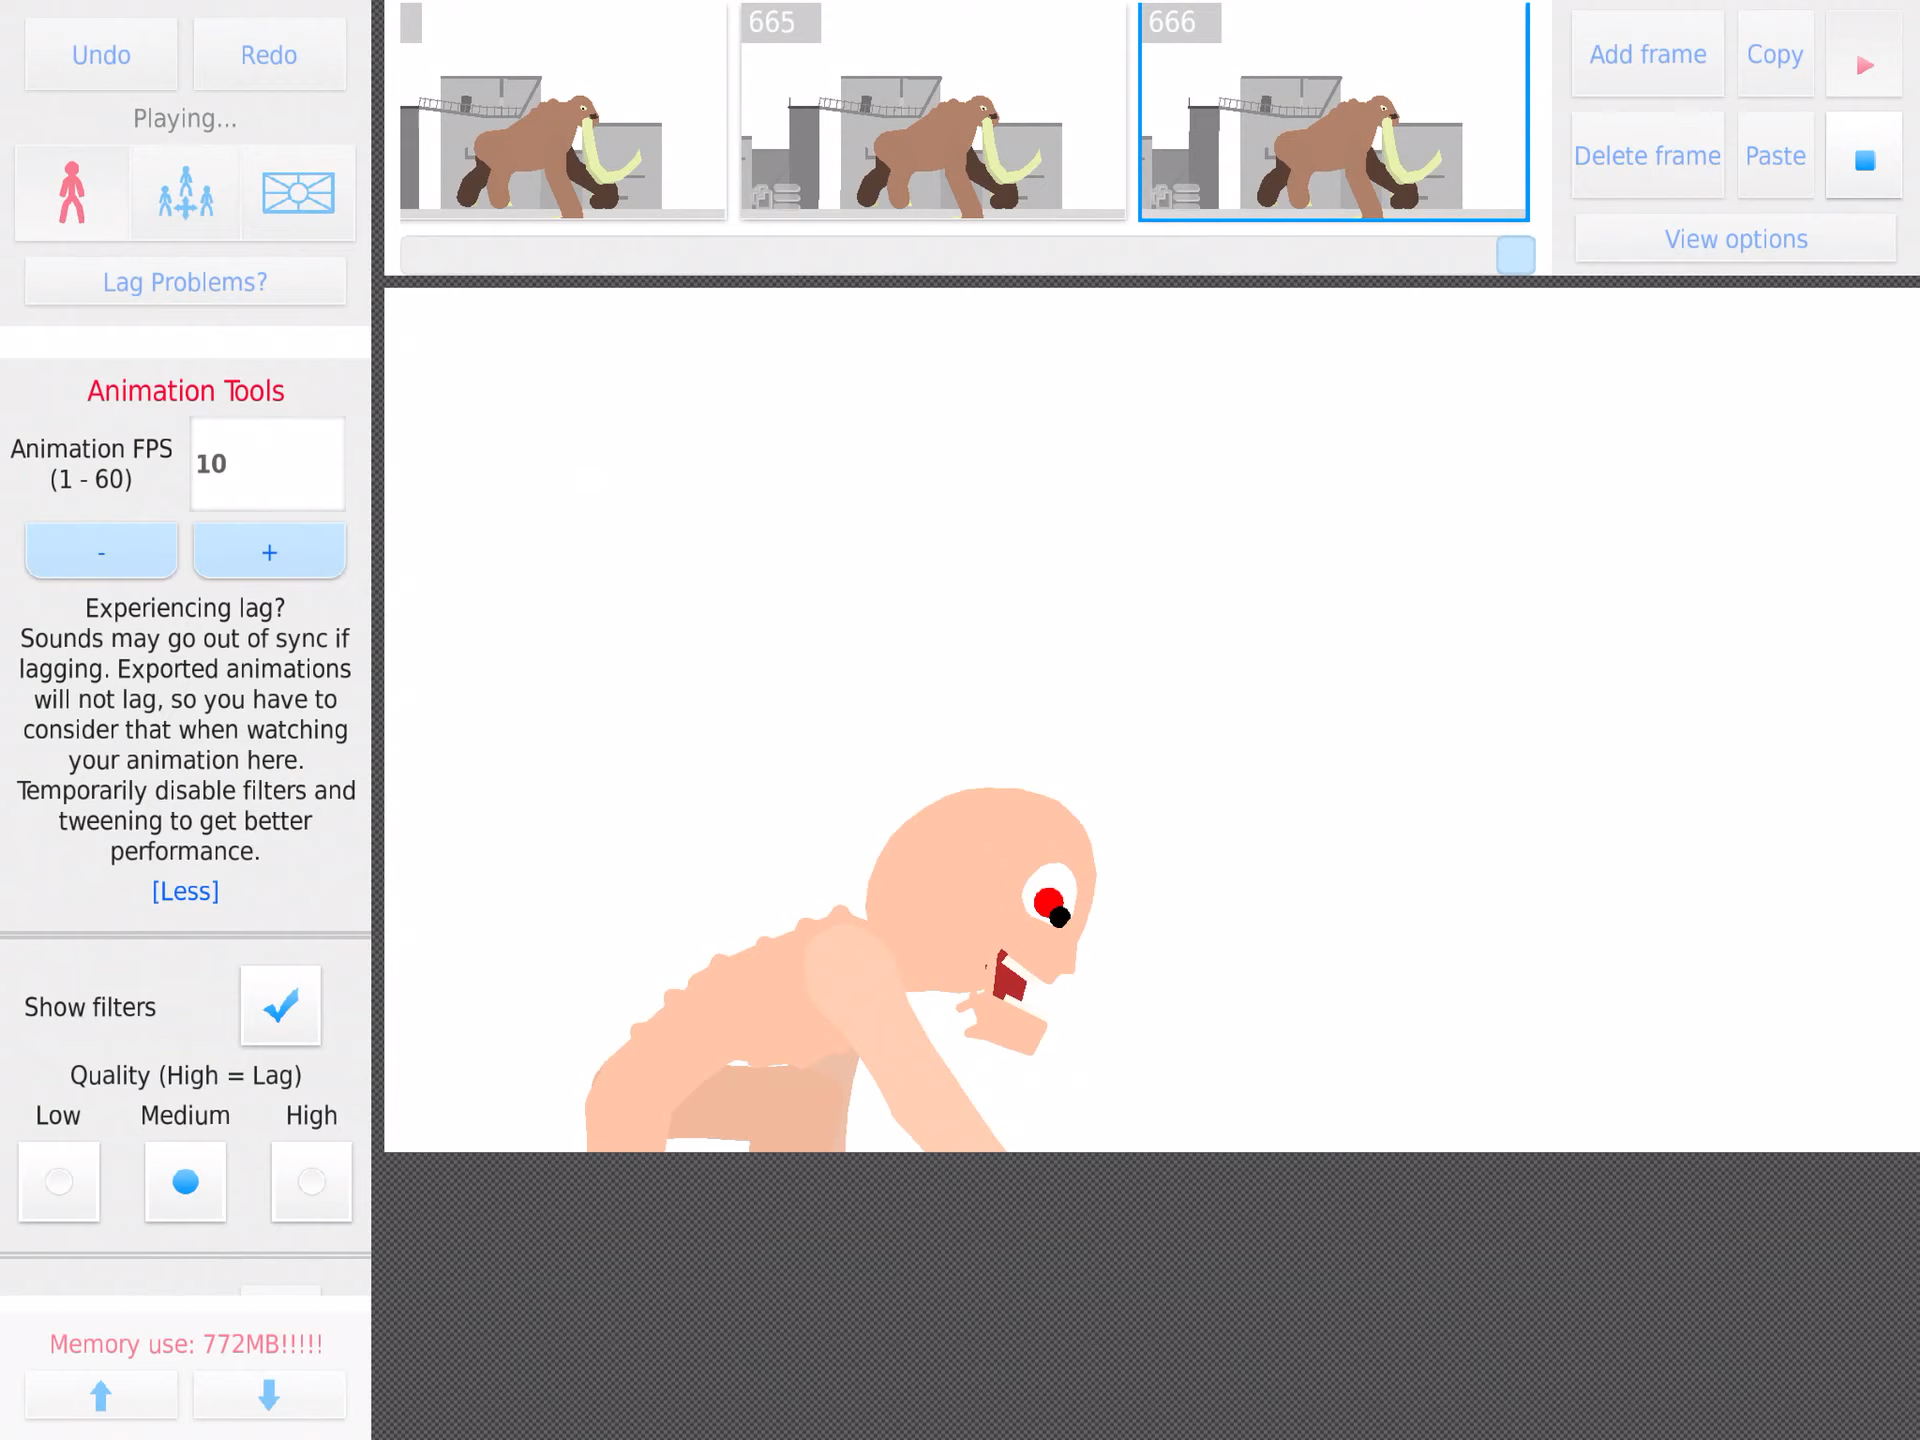 Undo
Redo
Playing...
Lag Problems?
665
666
Add frame
Copy
Delete frame
Paste
View options
Animation Tools
Animation FPS
(1 - 60)
10
-
+
Experiencing lag?
Sounds may go out of sync if
lagging. Exported animations
will not lag, so you have to
consider that when watching
your animation here.
Temporarily disable filters and
tweening to get better
performance.
[Less]
Show filters
Quality (High = Lag)
Low
Medium
High
Memory use: 772MB!!!!!